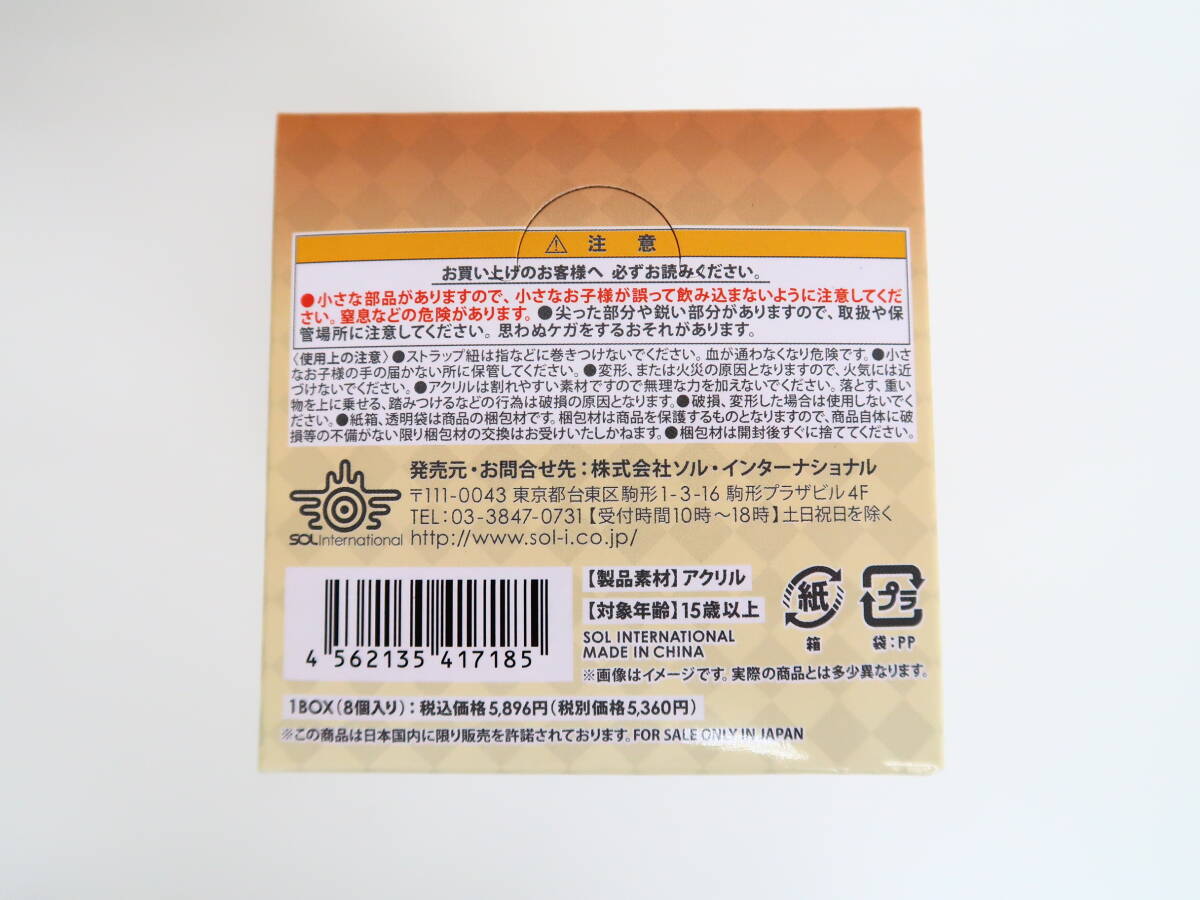 ⚠ 注意
お買い上げのお客様へ 必ずお読みください。
●小さな部品がありますので、小さなお子様が誤って飲み込まないように注意してくだ
さい。窒息などの危険があります。●尖った部分や鋭い部分がありますので、取扱や保
管場所に注意してください。思わぬケガをするおそれがあります。
〈使用上の注意〉●ストラップ紐は指などに巻きつけないでください。血が通わなくなり危険です。●小さ
なお子様の手の届かない所に保管してください。●変形、または火災の原因となりますので、火気には近
づけないでください。●アクリルは割れやすい素材ですので無理な力を加えないでください。落とす、重い
物を上に乗せる、踏みつけるなどの行為は破損の原因となります。●破損、変形した場合は使用しないでく
ださい。●紙箱、透明袋は商品の梱包材です。梱包材は商品を保護するものとなりますので、商品自体に破
損等の不備がない限り梱包材の交換はお受けいたしかねます。●梱包材は開封後すぐに捨ててください。
発売元・お問合せ先：株式会社ソル・インターナショナル
〒111-0043 東京都台東区駒形1-3-16 駒形プラザビル4F
TEL：03-3847-0731【受付時間10時〜18時】土日祝日を除く
http://www.sol-i.co.jp/
SOL International
【製品素材】アクリル
【対象年齢】15歳以上
SOL INTERNATIONAL
MADE IN CHINA
紙
箱
プラ
袋：PP
※画像はイメージです。実際の商品とは多少異なります。
4 562135 417185
1BOX（8個入り）：税込価格5,896円（税別価格5,360円）
※この商品は日本国内に限り販売を許諾されております。FOR SALE ONLY IN JAPAN